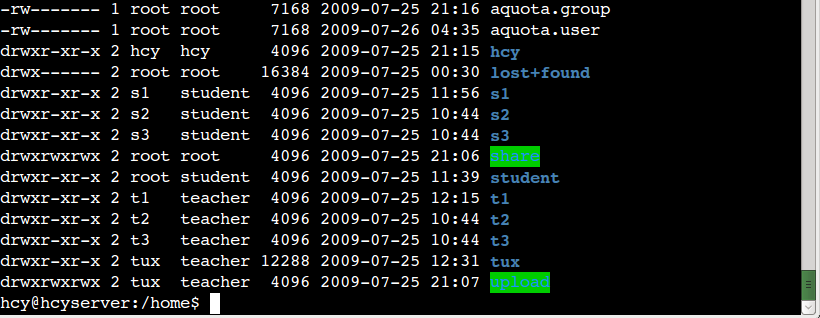 -rw------- 1 root root     7168 2009-07-25 21:16 aquota.group
-rw------- 1 root root     7168 2009-07-26 04:35 aquota.user
drwxr-xr-x 2 hcy  hcy      4096 2009-07-25 21:15 hcy
drwx------ 2 root root    16384 2009-07-25 00:30 lost+found
drwxr-xr-x 2 s1   student  4096 2009-07-25 11:56 s1
drwxr-xr-x 2 s2   student  4096 2009-07-25 10:44 s2
drwxr-xr-x 2 s3   student  4096 2009-07-25 10:44 s3
drwxrwxrwx 2 root root     4096 2009-07-25 21:06 share
drwxr-xr-x 2 root student  4096 2009-07-25 11:39 student
drwxr-xr-x 2 t1   teacher  4096 2009-07-25 12:15 t1
drwxr-xr-x 2 t2   teacher  4096 2009-07-25 10:44 t2
drwxr-xr-x 2 t3   teacher  4096 2009-07-25 10:44 t3
drwxr-xr-x 2 tux  teacher 12288 2009-07-25 12:31 tux
drwxrwxrwx 2 tux  teacher  4096 2009-07-25 21:07 upload
hcy@hcyserver:/home$